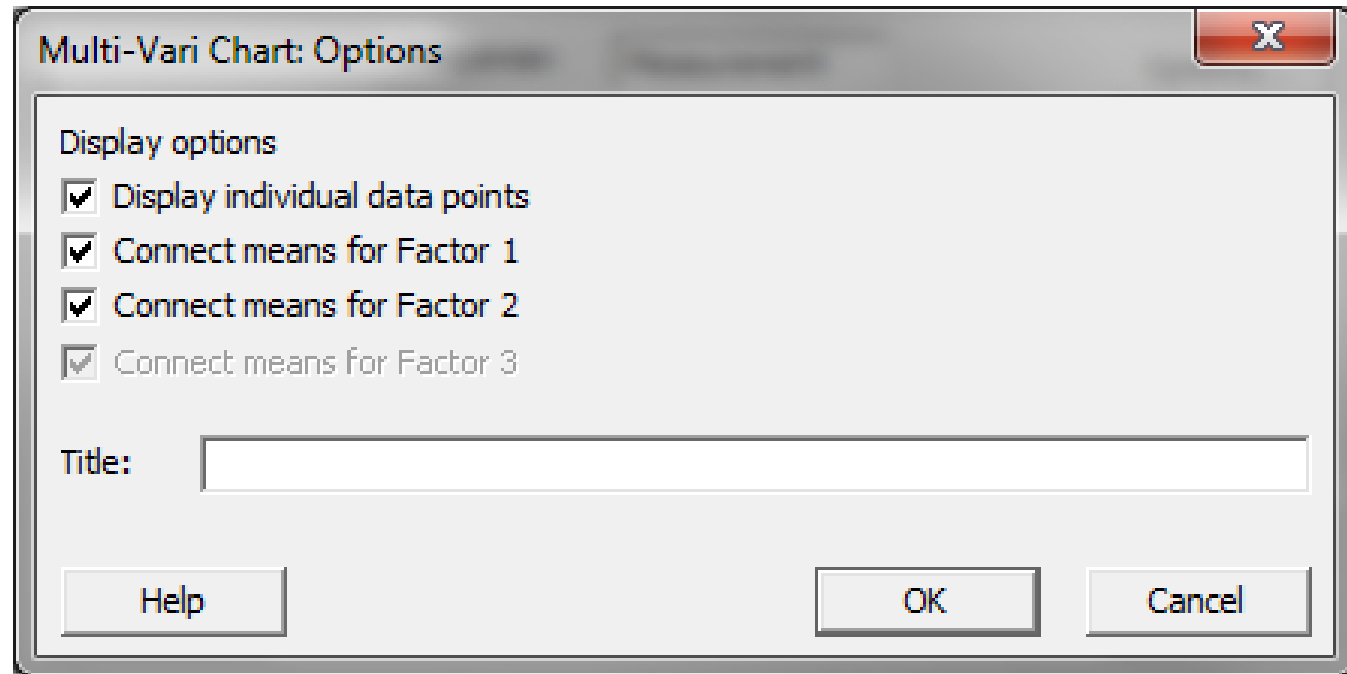 Multi-Vari Chart: Options
Display options
Display individual data points
Connect means for Factor 1
Connect means for Factor 2
Connect means for Factor 3
Title:
Help OK Cancel